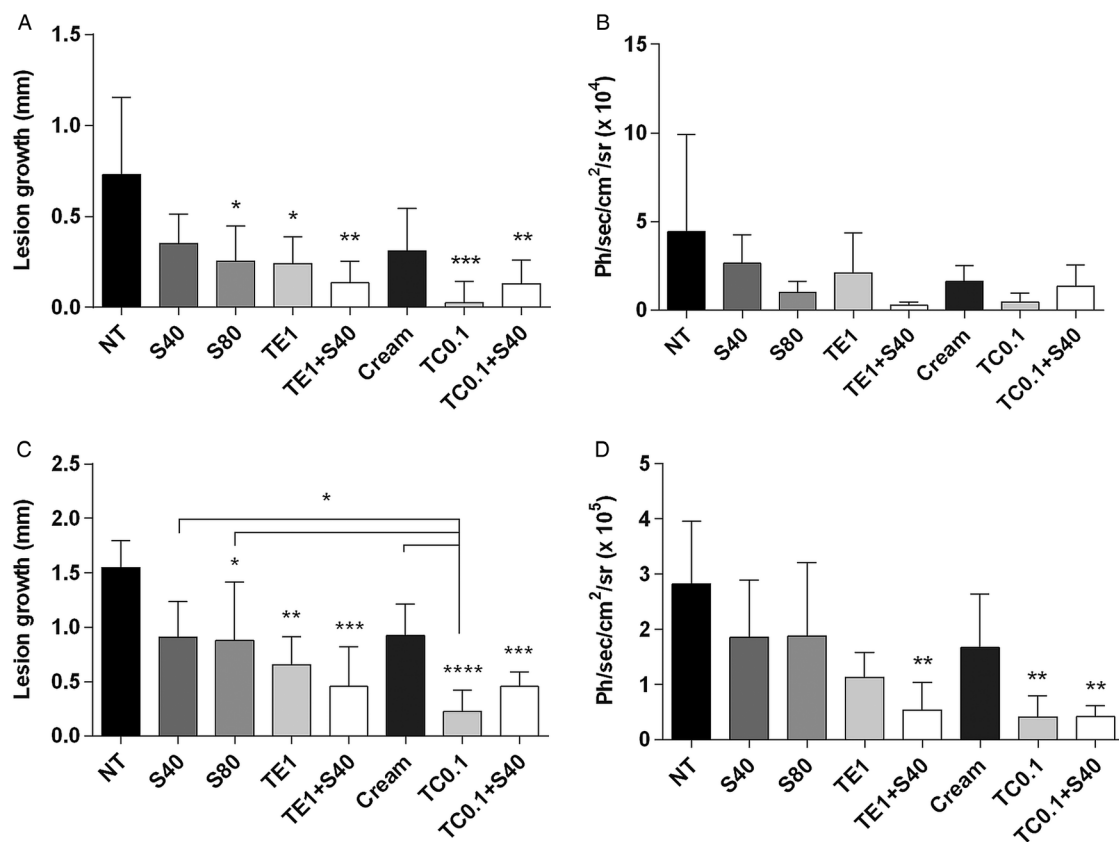 A
Lesion growth (mm)
1.5
1.0
0.5
0.0
*
*
**
***
**
NT
S40
S80
TE1
TE1+S40
Cream
TC0.1
TC0.1+S40
B
Ph/sec/cm²/sr (x 10⁴)
15
10
5
0
NT
S40
S80
TE1
TE1+S40
Cream
TC0.1
TC0.1+S40
C
Lesion growth (mm)
2.5
2.0
1.5
1.0
0.5
0.0
*
*
**
***
****
***
NT
S40
S80
TE1
TE1+S40
Cream
TC0.1
TC0.1+S40
D
Ph/sec/cm²/sr (x 10⁵)
5
4
3
2
1
0
**
**
**
NT
S40
S80
TE1
TE1+S40
Cream
TC0.1
TC0.1+S40